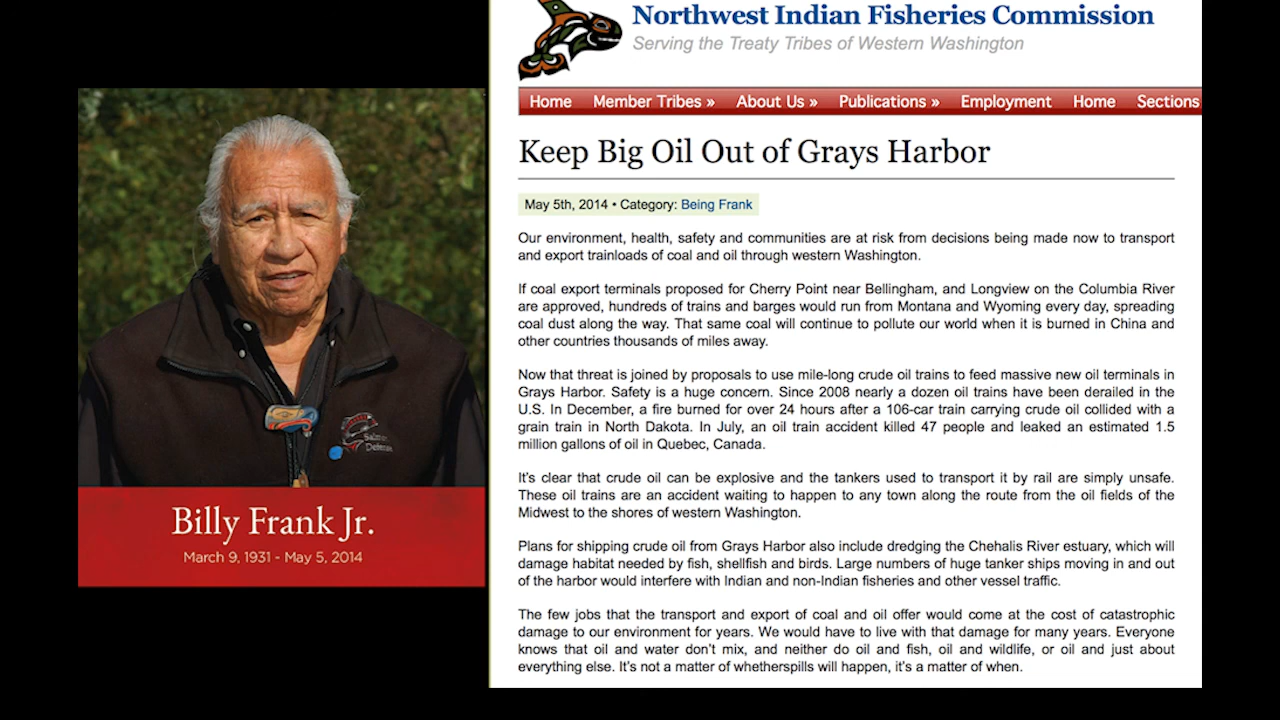 Salmon
Defense
Billy Frank Jr.
March 9, 1931 - May 5, 2014
Northwest Indian Fisheries Commission
Serving the Treaty Tribes of Western Washington
Home Member Tribes » About Us » Publications » Employment Home Sections
Keep Big Oil Out of Grays Harbor
May 5th, 2014 • Category: Being Frank
Our environment, health, safety and communities are at risk from decisions being made now to transport
and export trainloads of coal and oil through western Washington.
If coal export terminals proposed for Cherry Point near Bellingham, and Longview on the Columbia River
are approved, hundreds of trains and barges would run from Montana and Wyoming every day, spreading
coal dust along the way. That same coal will continue to pollute our world when it is burned in China and
other countries thousands of miles away.
Now that threat is joined by proposals to use mile-long crude oil trains to feed massive new oil terminals in
Grays Harbor. Safety is a huge concern. Since 2008 nearly a dozen oil trains have been derailed in the
U.S. In December, a fire burned for over 24 hours after a 106-car train carrying crude oil collided with a
grain train in North Dakota. In July, an oil train accident killed 47 people and leaked an estimated 1.5
million gallons of oil in Quebec, Canada.
It's clear that crude oil can be explosive and the tankers used to transport it by rail are simply unsafe.
These oil trains are an accident waiting to happen to any town along the route from the oil fields of the
Midwest to the shores of western Washington.
Plans for shipping crude oil from Grays Harbor also include dredging the Chehalis River estuary, which will
damage habitat needed by fish, shellfish and birds. Large numbers of huge tanker ships moving in and out
of the harbor would interfere with Indian and non-Indian fisheries and other vessel traffic.
The few jobs that the transport and export of coal and oil offer would come at the cost of catastrophic
damage to our environment for years. We would have to live with that damage for many years. Everyone
knows that oil and water don't mix, and neither do oil and fish, oil and wildlife, or oil and just about
everything else. It's not a matter of whetherspills will happen, it's a matter of when.